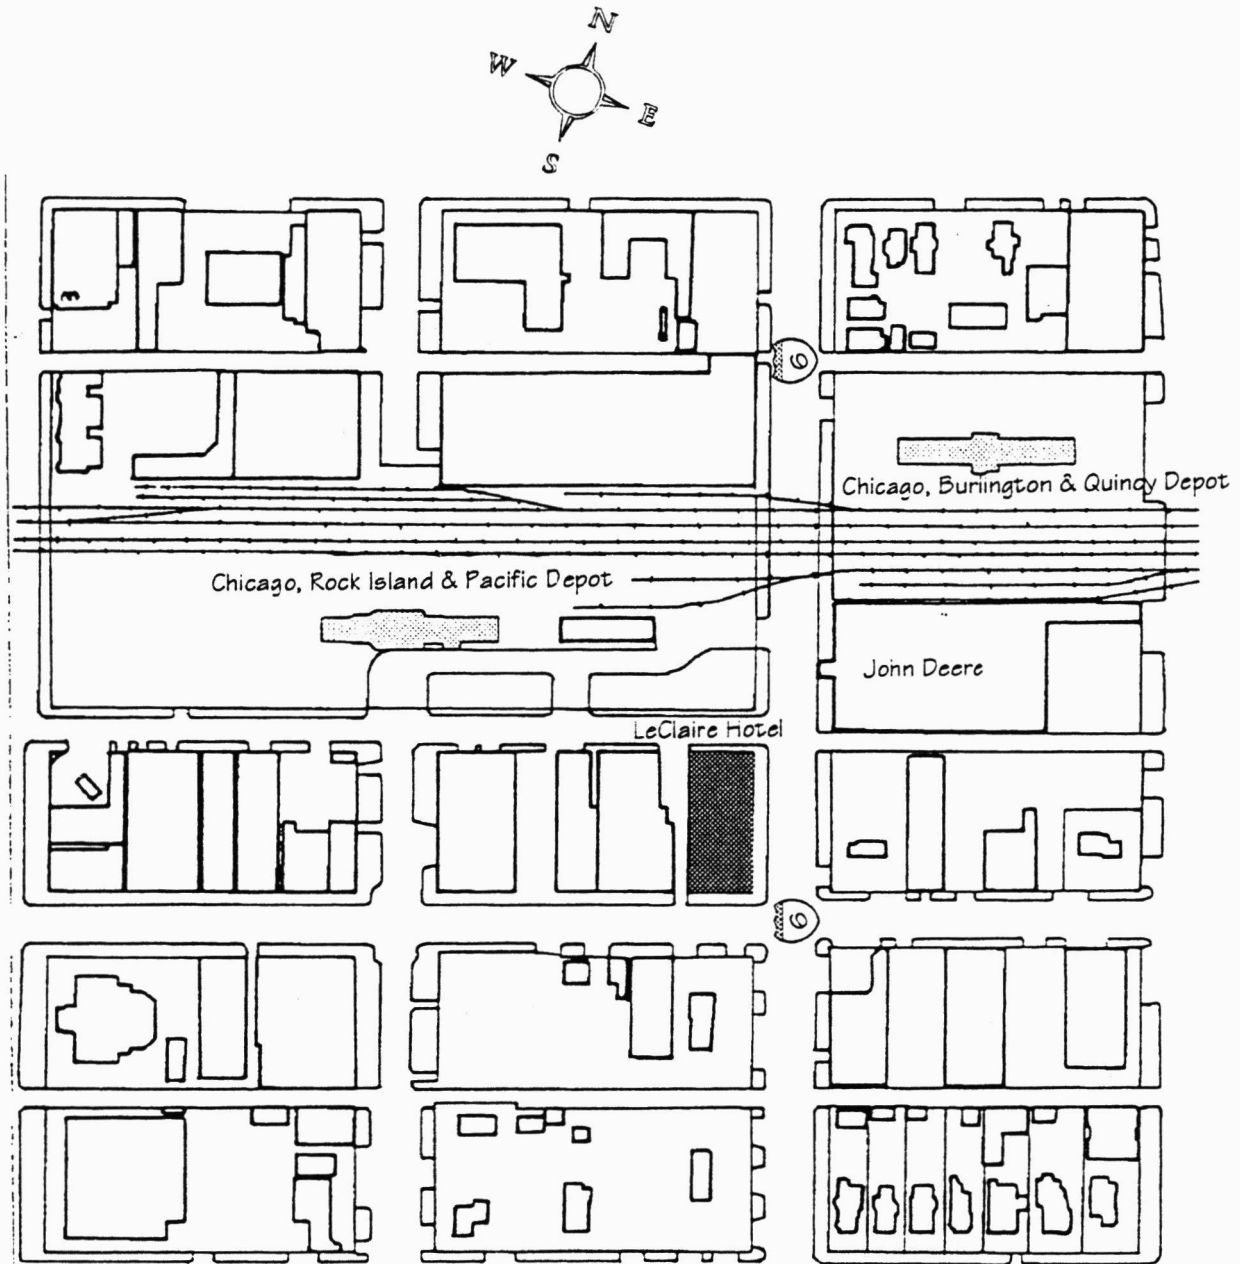 N
W
E
S
6
Chicago, Burlington & Quincy Depot
Chicago, Rock Island & Pacific Depot
John Deere
LeClaire Hotel
6